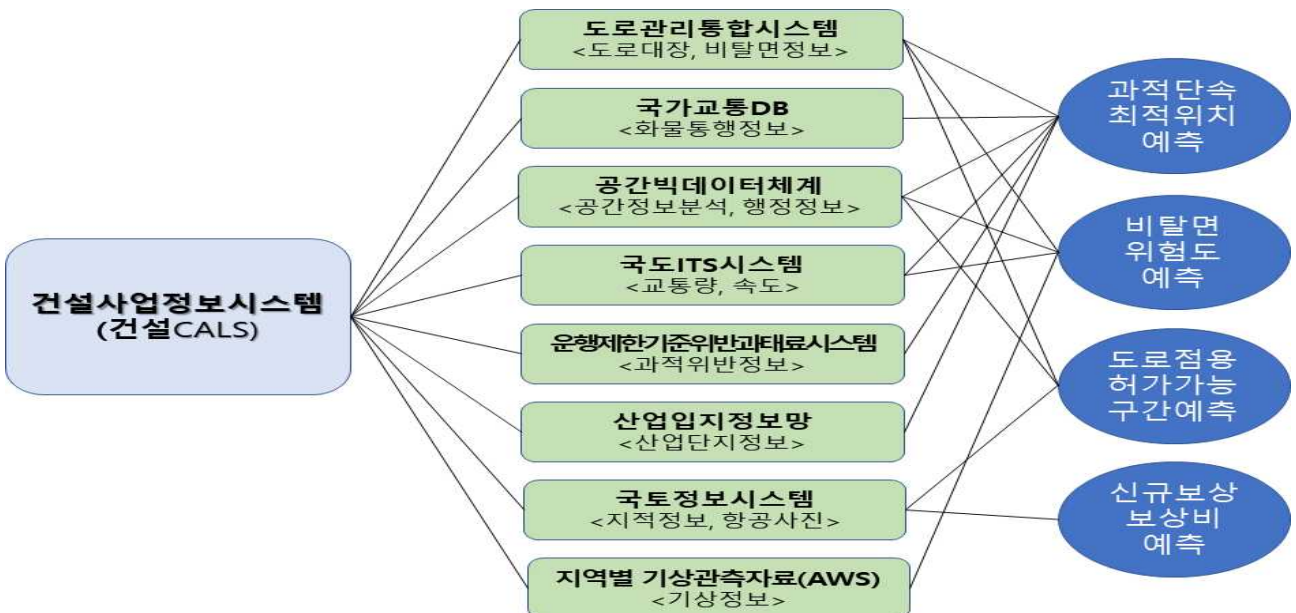 건설사업정보시스템
(건설CALS)
도로관리통합시스템
<도로대장, 비탈면정보>
국가교통DB
<화물통행정보>
공간빅데이터체계
<공간정보분석, 행정정보>
국도ITS시스템
<교통량, 속도>
운행제한기준위반과태료시스템
<과적위반정보>
산업입지정보망
<산업단지정보>
국토정보시스템
<지적정보, 항공사진>
지역별 기상관측자료(AWS)
<기상정보>
과적단속
최적위치
예측
비탈면
위험도
예측
도로점용
허가가능
구간예측
신규보상
보상비
예측